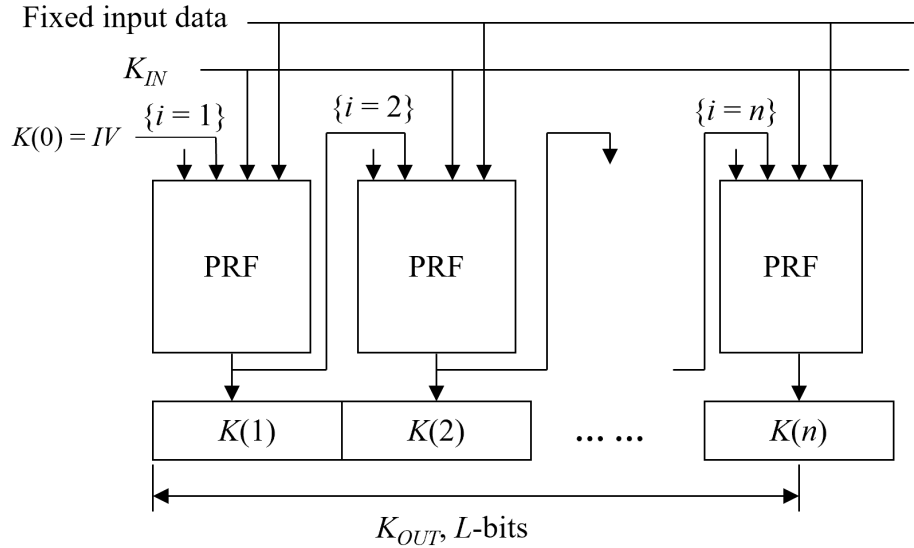 Fixed input data
K_IN
K(0) = IV {i = 1} {i = 2} {i = n}
PRF PRF PRF
K(1) K(2) ... ... K(n)
K_OUT, L-bits